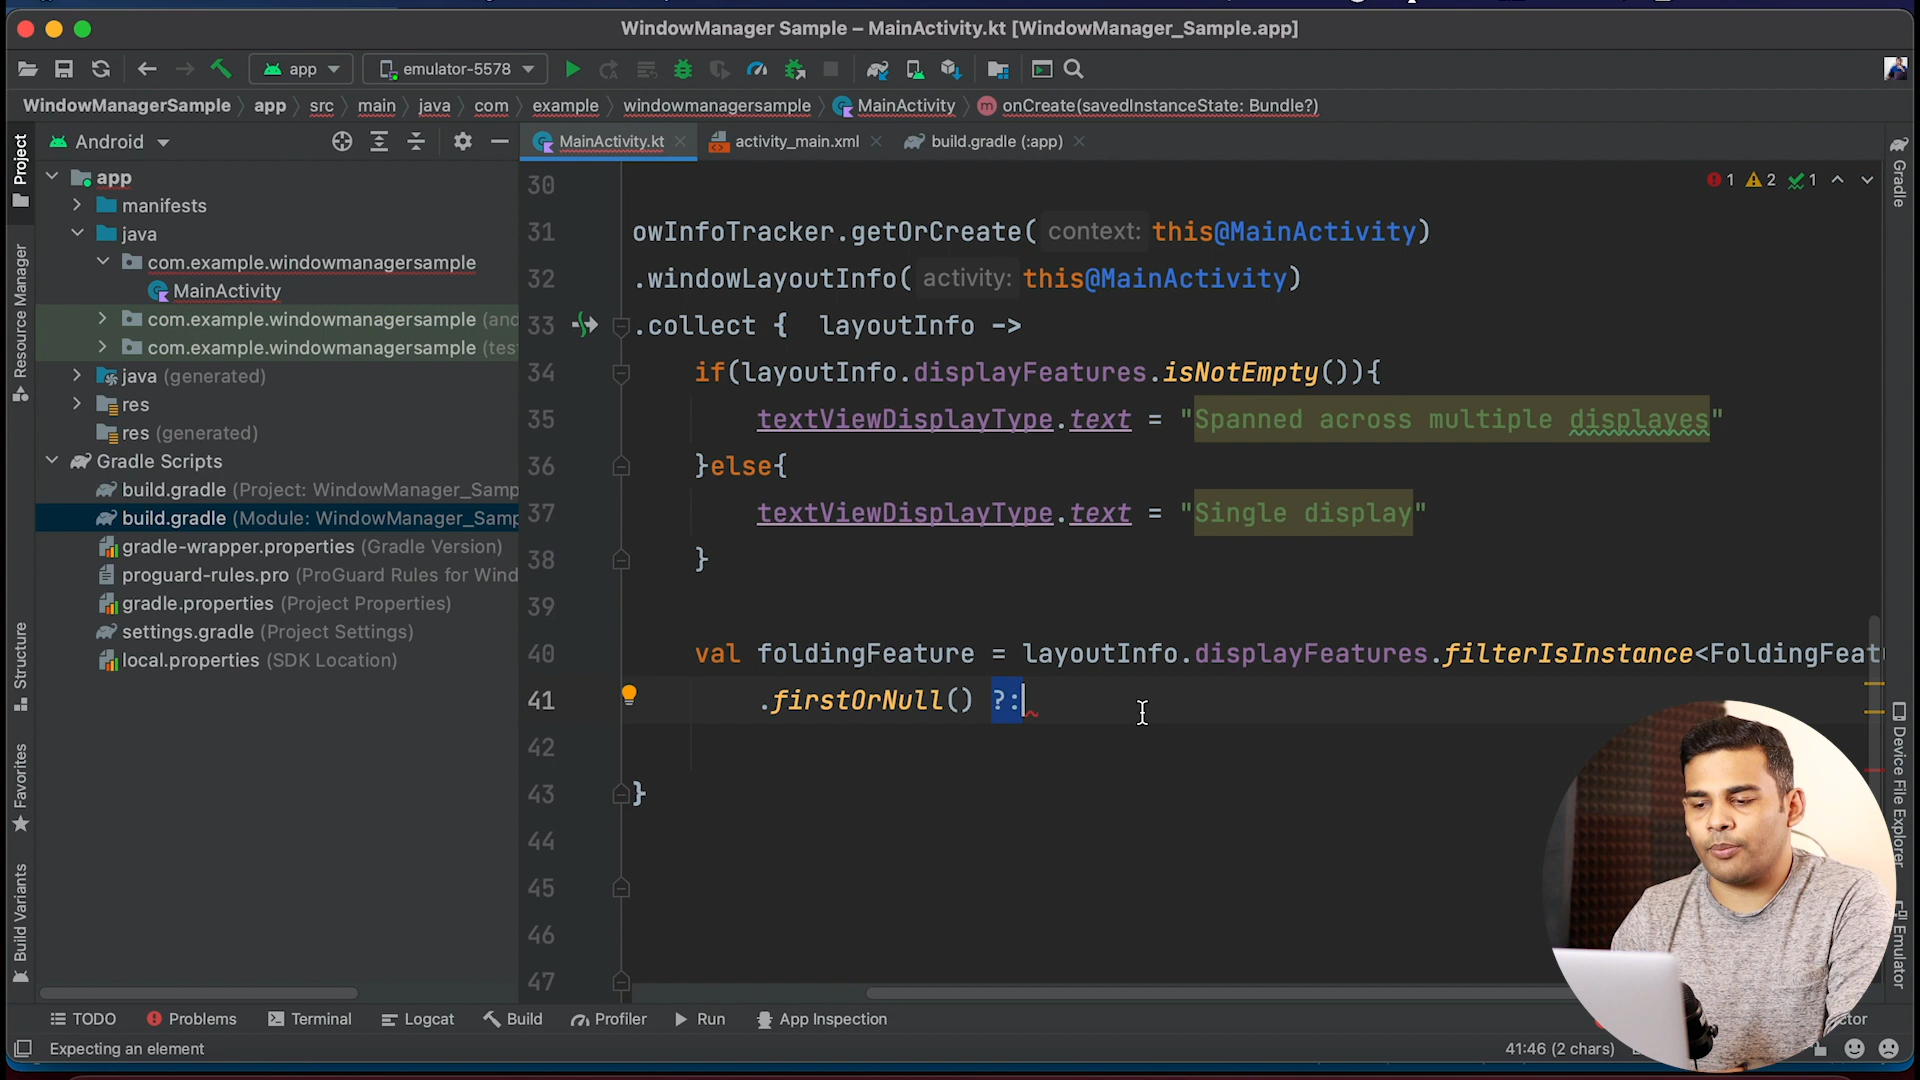 WindowManager Sample – MainActivity.kt [WindowManager_Sample.app]
app
emulator-5578
WindowManagerSample
app
src
main
java
com
example
windowmanagersample
MainActivity
onCreate(savedInstanceState: Bundle?)
Project
Android
MainActivity.kt
activity_main.xml
build.gradle (:app)
Gradle
app
manifests
java
com.example.windowmanagersample
MainActivity
com.example.windowmanagersample (and
com.example.windowmanagersample (tes
java (generated)
res
res (generated)
Gradle Scripts
build.gradle (Project: WindowManager_Samp
build.gradle (Module: WindowManager_Samp
gradle-wrapper.properties (Gradle Version)
proguard-rules.pro (ProGuard Rules for Wind
gradle.properties (Project Properties)
settings.gradle (Project Settings)
local.properties (SDK Location)
Resource Manager
Structure
Favorites
Build Variants
1 2 1
30
31 owInfoTracker.getOrCreate( context: this@MainActivity)
32 .windowLayoutInfo( activity: this@MainActivity)
33 .collect { layoutInfo ->
34 if(layoutInfo.displayFeatures.isNotEmpty()){
35 textViewDisplayType.text = "Spanned across multiple displayes"
36 }else{
37 textViewDisplayType.text = "Single display"
38 }
39
40 val foldingFeature = layoutInfo.displayFeatures.filterIsInstance<FoldingFeat
41 .firstOrNull() ?:
42
43 }
44
45
46
47
Device File Explorer
Emulator
TODO
Problems
Terminal
Logcat
Build
Profiler
Run
App Inspection
ctor
Expecting an element
41:46 (2 chars)